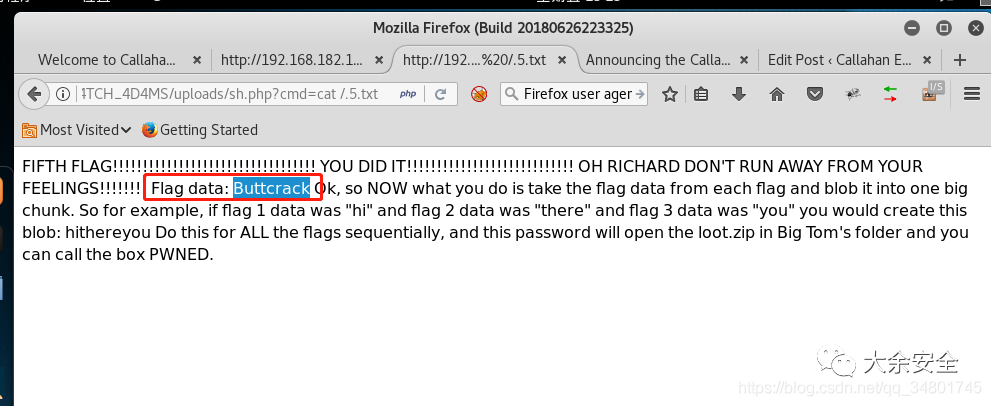 Mozilla Firefox (Build 20180626223325)
Welcome to Callaha... × http://192.168.182.1... × http://192....%20/.5.txt × Announcing the Calla... × Edit Post ‹ Callahan E... × +
TCH_4D4MS/uploads/sh.php?cmd=cat /.5.txt php Firefox user ager I/S
Most Visited Getting Started
FIFTH FLAG!!!!!!!!!!!!!!!!!!!!!!!!!!!!!!!!!! YOU DID IT!!!!!!!!!!!!!!!!!!!!!!!!!!!! OH RICHARD DON'T RUN AWAY FROM YOUR
FEELINGS!!!!!!! Flag data: Buttcrack Ok, so NOW what you do is take the flag data from each flag and blob it into one big
chunk. So for example, if flag 1 data was "hi" and flag 2 data was "there" and flag 3 data was "you" you would create this
blob: hithereyou Do this for ALL the flags sequentially, and this password will open the loot.zip in Big Tom's folder and you
can call the box PWNED.
大余安全
https://blog.csdn.net/qq_34801745